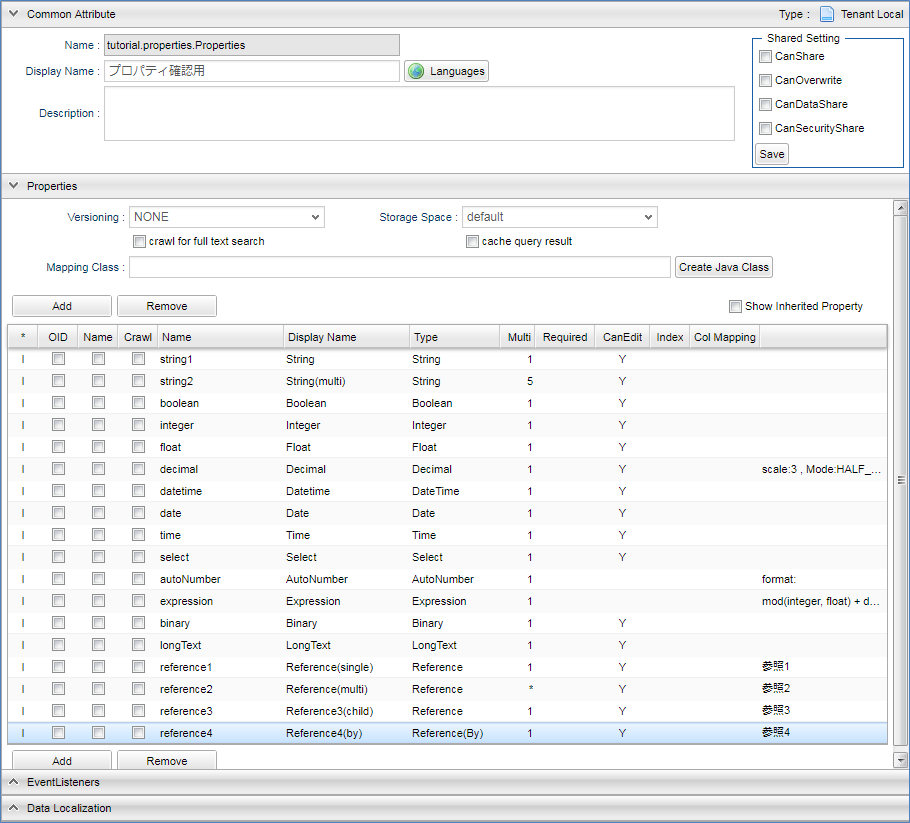 Common Attribute Type : Tenant Local
Name : tutorial.properties.Properties
Display Name : プロパティ確認用 Languages
Description :
Shared Setting
CanShare
CanOverwrite
CanDataShare
CanSecurityShare
Save
Properties
Versioning : NONE Storage Space : default
crawl for full text search cache query result
Mapping Class : Create Java Class
Add Remove Show Inherited Property
* OID Name Crawl Name Display Name Type Multi Required CanEdit Index Col Mapping
I string1 String String 1 Y
I string2 String(multi) String 5 Y
I boolean Boolean Boolean 1 Y
I integer Integer Integer 1 Y
I float Float Float 1 Y
I decimal Decimal Decimal 1 Y scale:3 , Mode:HALF_...
I datetime Datetime DateTime 1 Y
I date Date Date 1 Y
I time Time Time 1 Y
I select Select Select 1 Y
I autoNumber AutoNumber AutoNumber 1 format:
I expression Expression Expression 1 mod(integer, float) + d...
I binary Binary Binary 1 Y
I longText LongText LongText 1 Y
I reference1 Reference(single) Reference 1 Y 参照1
I reference2 Reference(multi) Reference * Y 参照2
I reference3 Reference3(child) Reference 1 Y 参照3
I reference4 Reference4(by) Reference(By) 1 Y 参照4
Add Remove
EventListeners
Data Localization